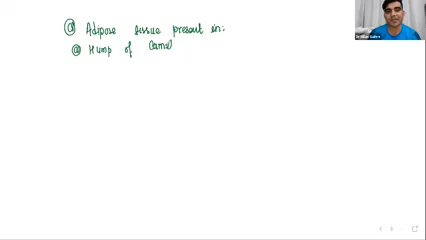 Q Adipose tissue present in:
@ Hump of Camel